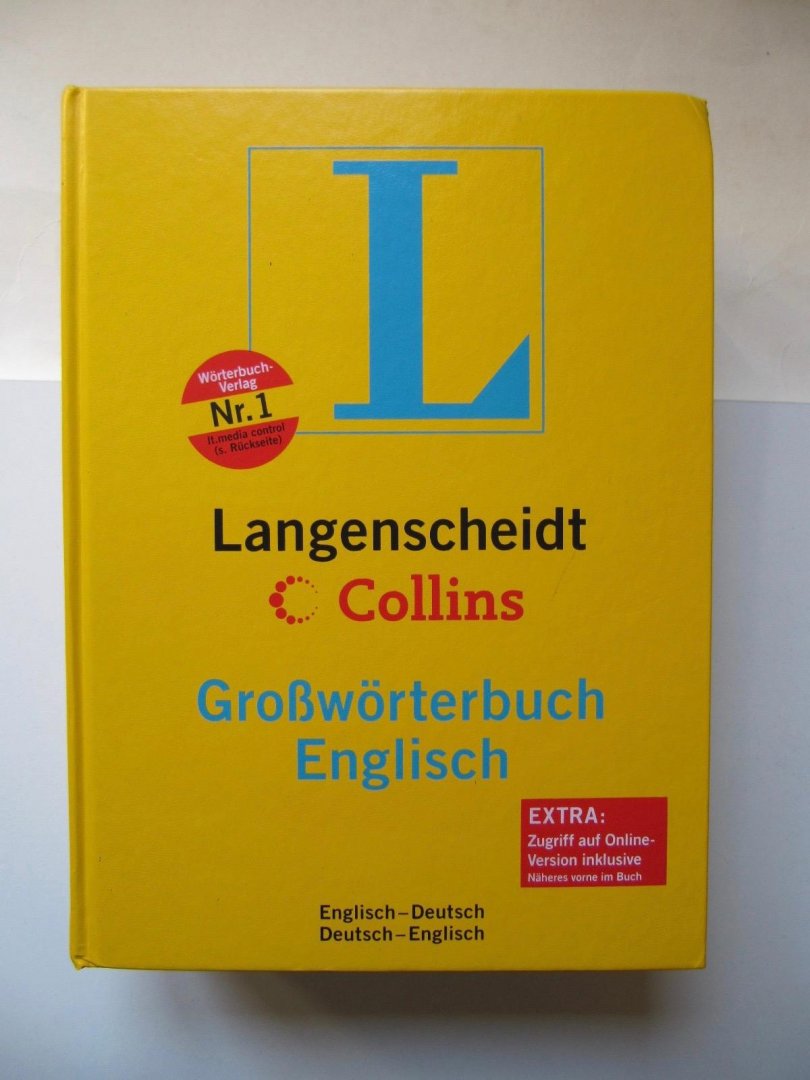 L
Wörterbuch-
Verlag
Nr. 1
lt. media control
(s. Rückseite)
Langenscheidt
Collins
Großwörterbuch
Englisch
EXTRA:
Zugriff auf Online-
Version inklusive
Näheres vorne im Buch
Englisch–Deutsch
Deutsch–Englisch